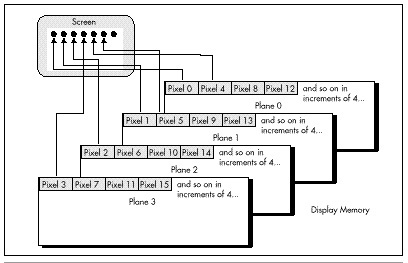 Screen
Pixel 0 Pixel 4 Pixel 8 Pixel 12 and so on in
increments of 4...
Plane 0
Pixel 1 Pixel 5 Pixel 9 Pixel 13 and so on in
increments of 4...
Plane 1
Pixel 2 Pixel 6 Pixel 10 Pixel 14 and so on in
increments of 4...
Plane 2
Pixel 3 Pixel 7 Pixel 11 Pixel 15 and so on in
increments of 4...
Plane 3
Display Memory